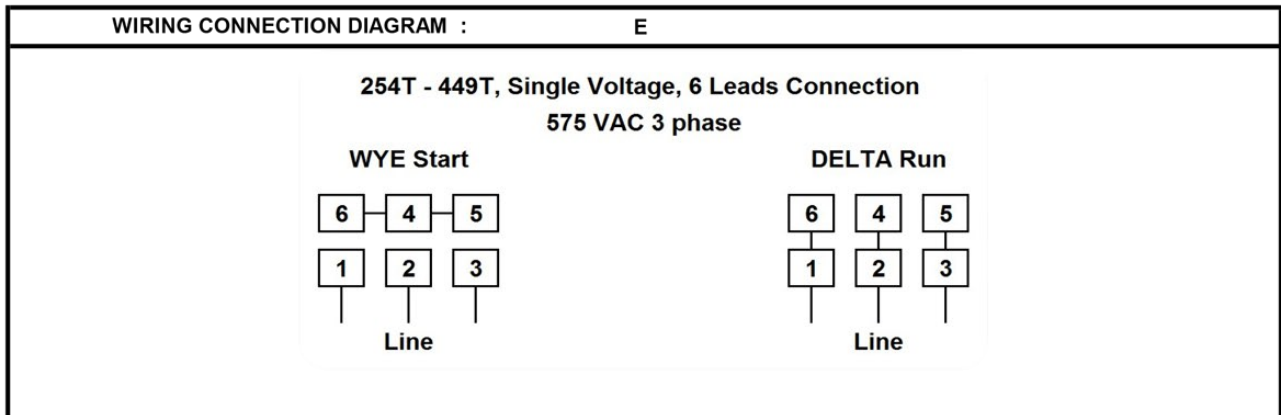 WIRING CONNECTION DIAGRAM : E
254T - 449T, Single Voltage, 6 Leads Connection
575 VAC 3 phase
WYE Start
6 4 5
1 2 3
Line
DELTA Run
6 4 5
1 2 3
Line